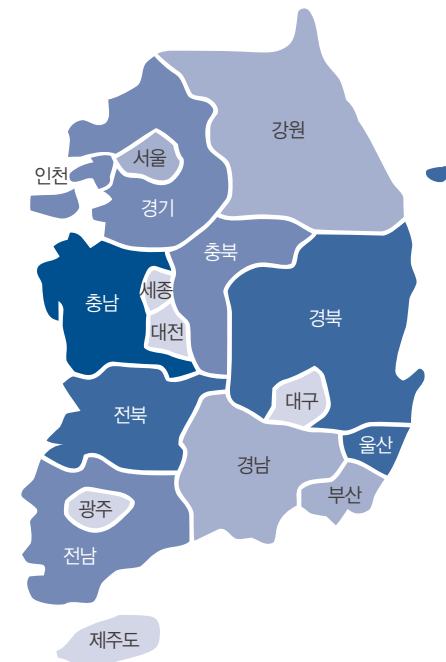 강원
서울
인천
경기
충북
세종
충남
경북
대전
대구
전북
울산
경남
부산
광주
전남
제주도